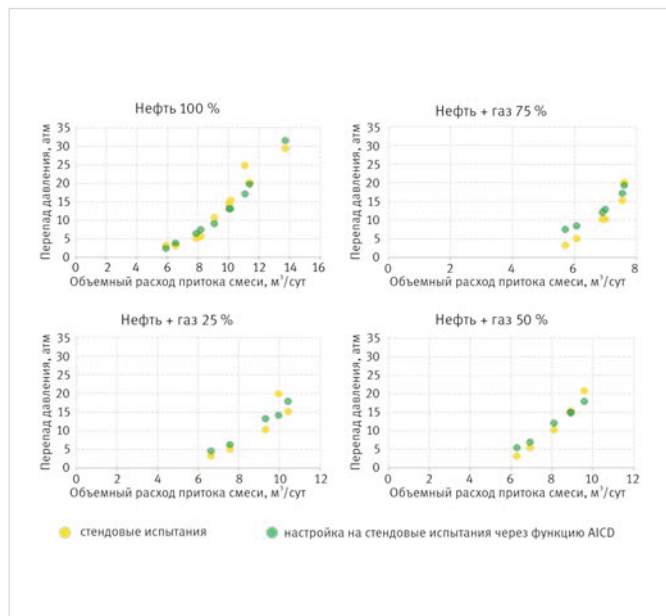 Нефть 100 %
Перепад давления, атм
35
30
25
20
15
10
5
0
0 2 4 6 8 10 12 14 16
Объемный расход притока смеси, м³/сут
Нефть + газ 75 %
Перепад давления, атм
35
30
25
20
15
10
5
0
0 2 4 6 8
Объемный расход притока смеси, м³/сут
Нефть + газ 25 %
Перепад давления, атм
35
30
25
20
15
10
5
0
0 2 4 6 8 10 12
Объемный расход притока смеси, м³/сут
Нефть + газ 50 %
Перепад давления, атм
35
30
25
20
15
10
5
0
0 2 4 6 8 10 12
Объемный расход притока смеси, м³/сут
стендовые испытания
настройка на стендовые испытания через функцию AICD